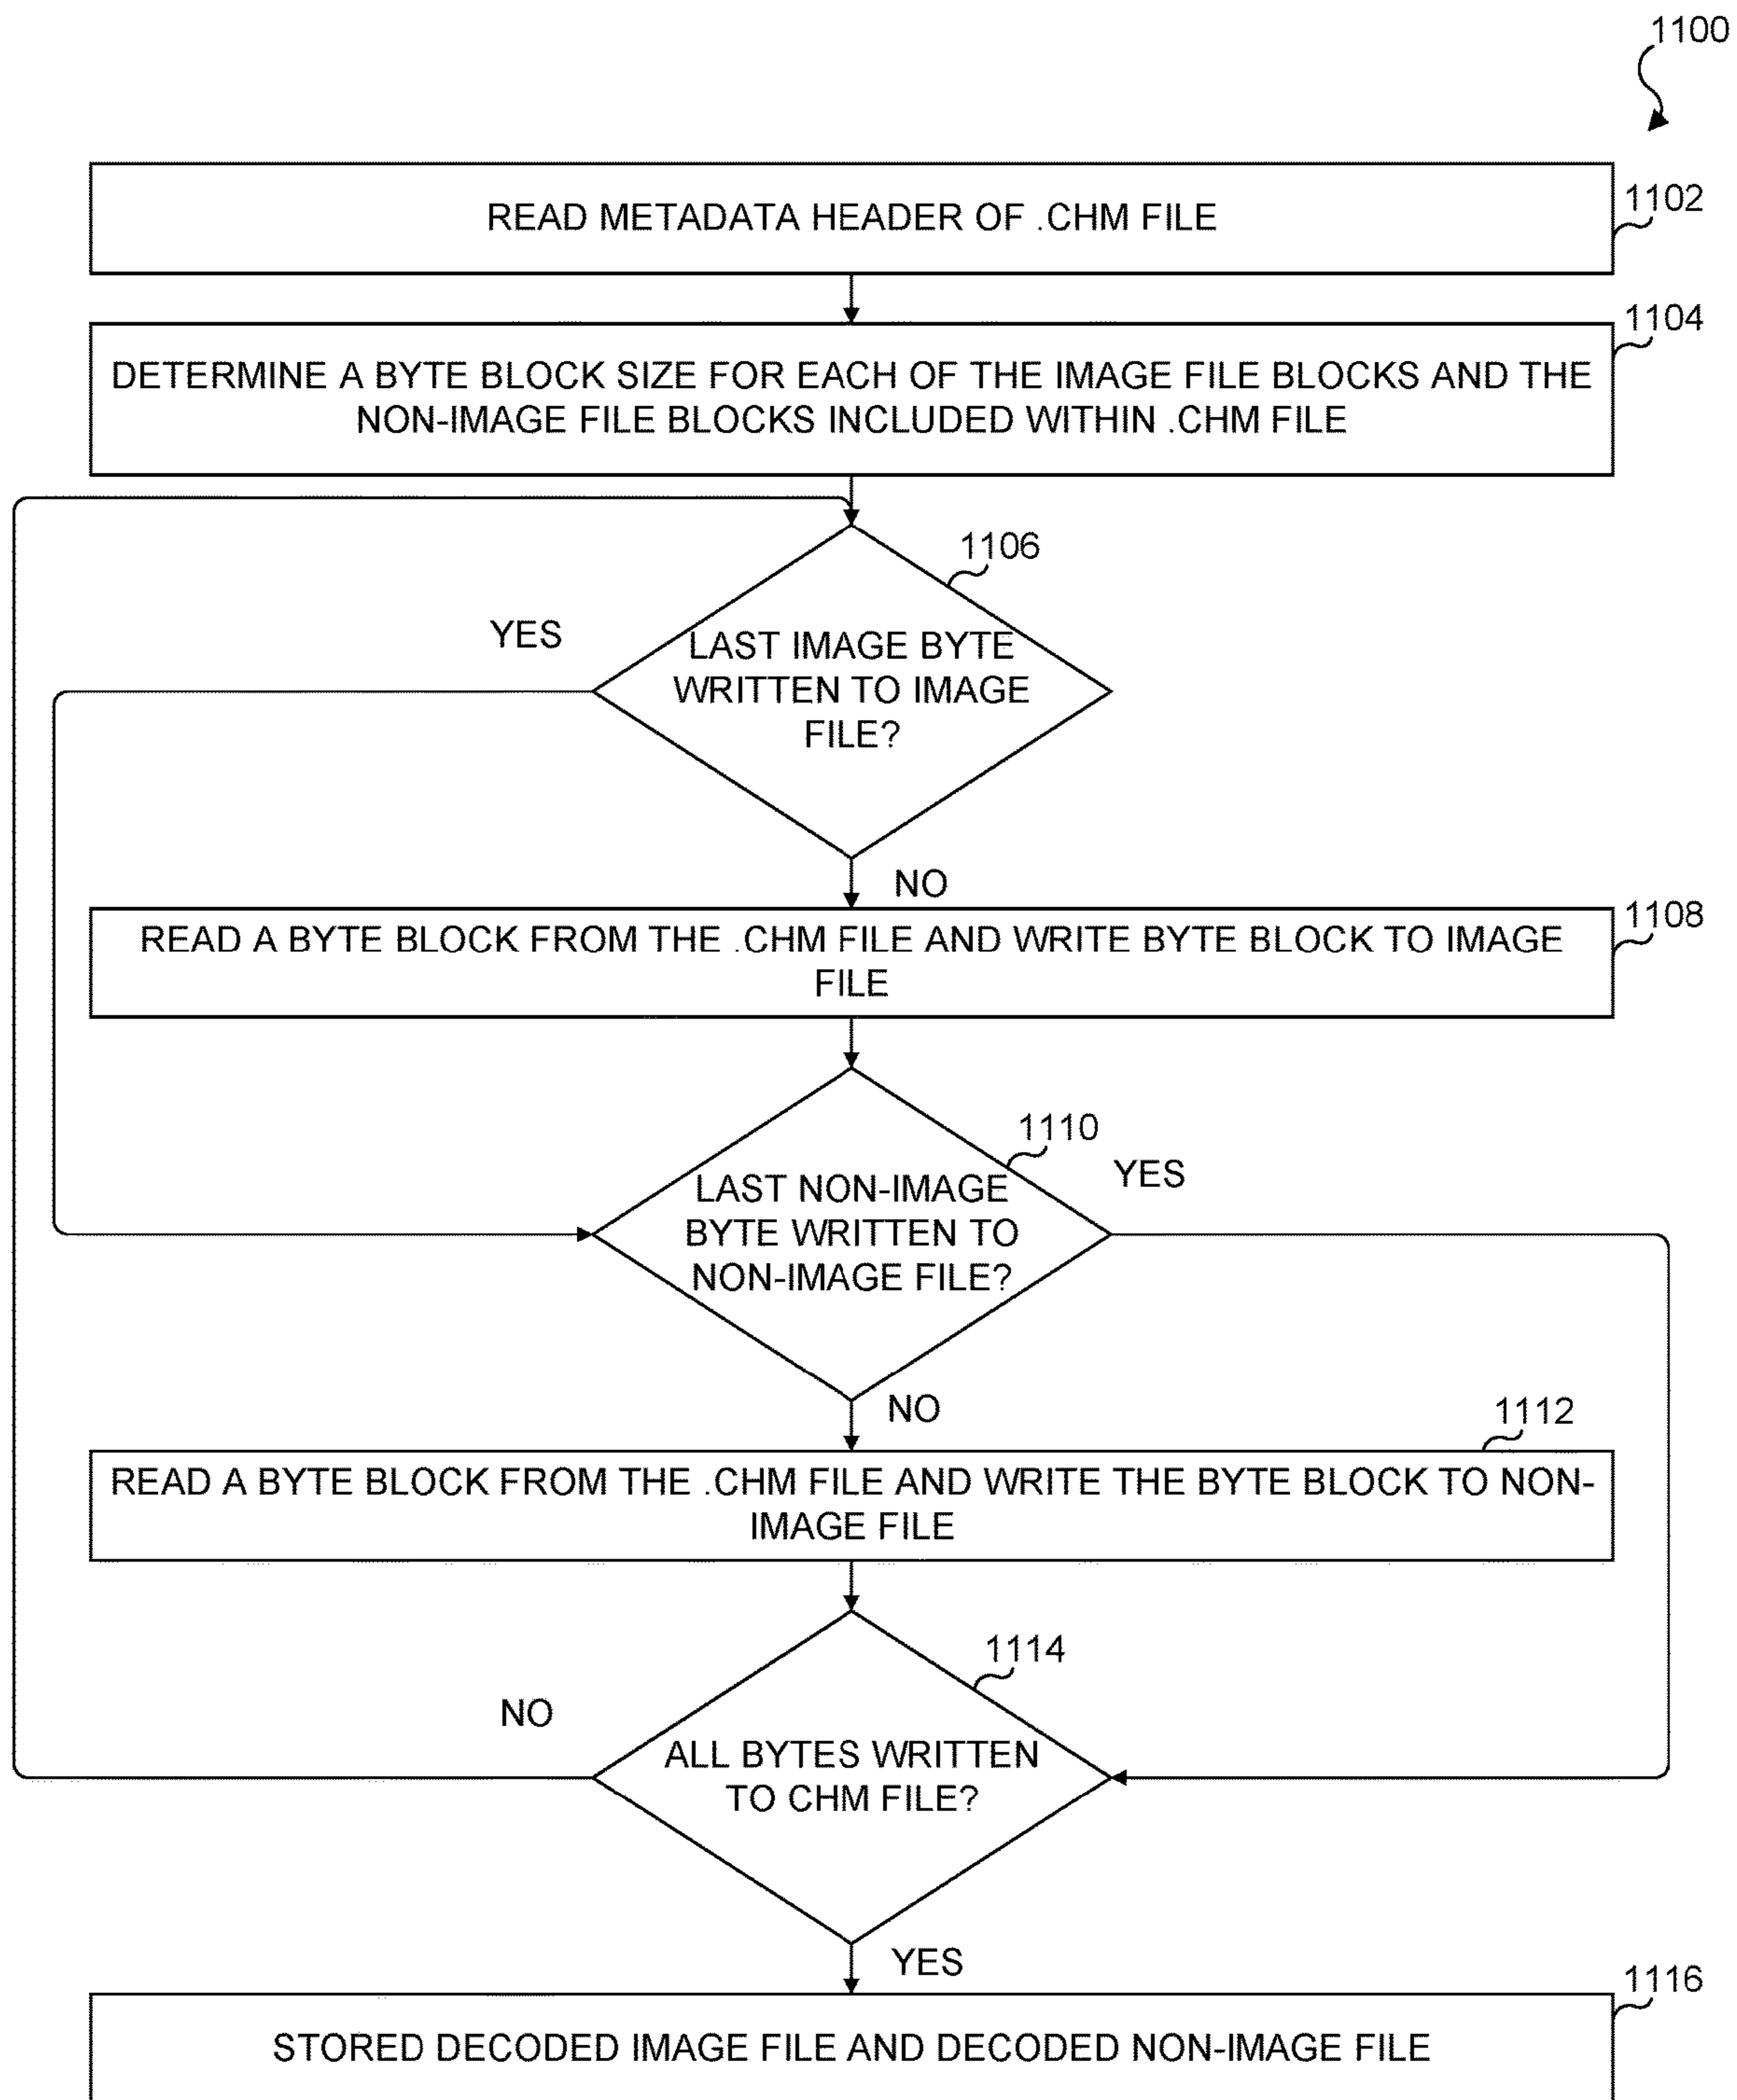 1100
READ METADATA HEADER OF .CHM FILE
1102
1104
DETERMINE A BYTE BLOCK SIZE FOR EACH OF THE IMAGE FILE BLOCKS AND THE
NON-IMAGE FILE BLOCKS INCLUDED WITHIN .CHM FILE
1106
YES
LAST IMAGE BYTE
WRITTEN TO IMAGE
FILE?
NO
1108
READ A BYTE BLOCK FROM THE .CHM FILE AND WRITE BYTE BLOCK TO IMAGE
FILE
1110
YES
LAST NON-IMAGE
BYTE WRITTEN TO
NON-IMAGE FILE?
NO
1112
READ A BYTE BLOCK FROM THE .CHM FILE AND WRITE THE BYTE BLOCK TO NON-
IMAGE FILE
1114
NO
ALL BYTES WRITTEN
TO CHM FILE?
YES
1116
STORED DECODED IMAGE FILE AND DECODED NON-IMAGE FILE